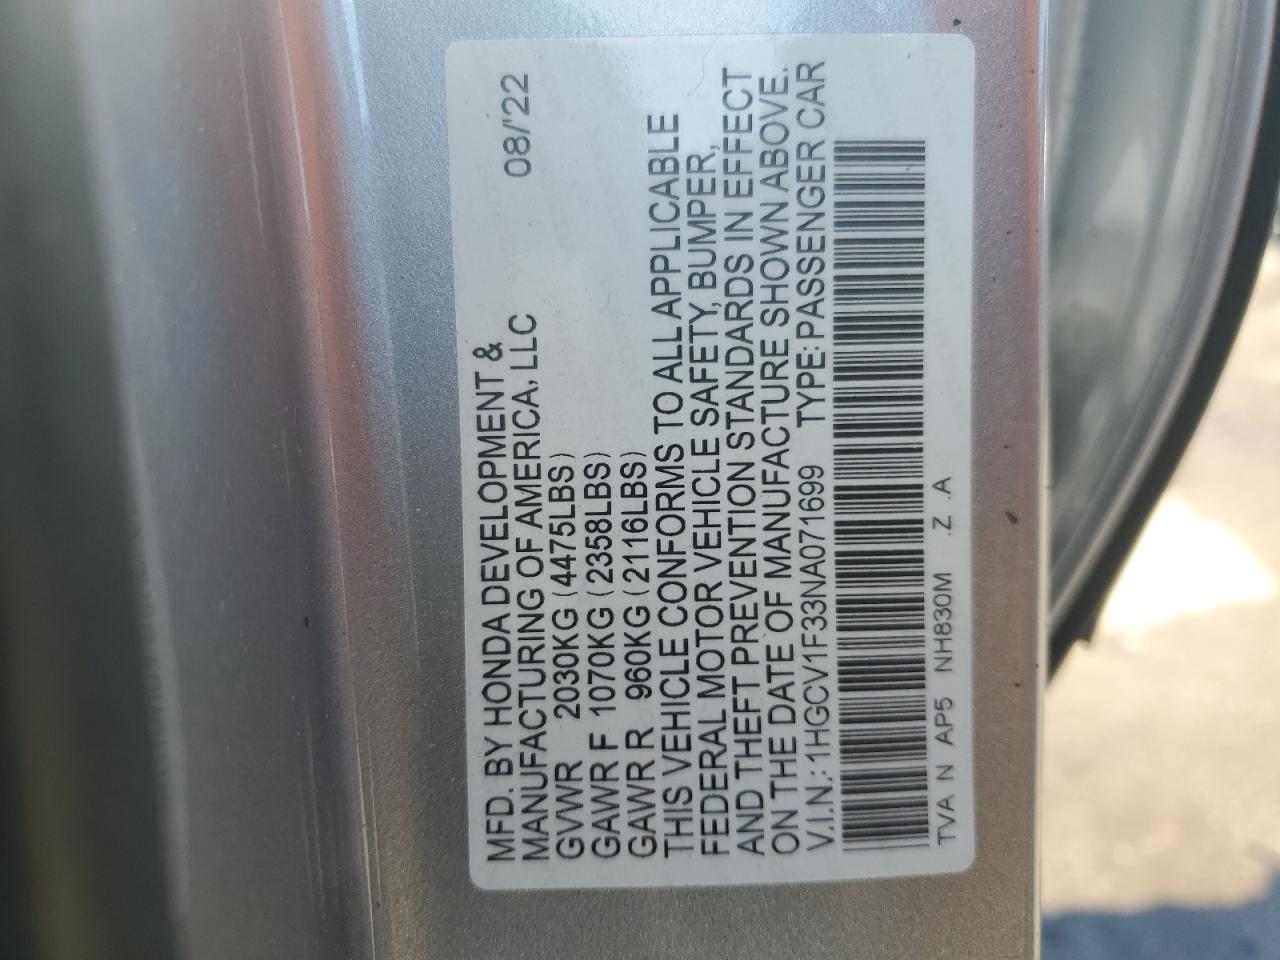 MFD. BY HONDA DEVELOPMENT & 08/'22
MANUFACTURING OF AMERICA, LLC
GVWR 2030KG (4475LBS)
GAWR F 1070KG (2358LBS)
GAWR R 960KG (2116LBS)
THIS VEHICLE CONFORMS TO ALL APPLICABLE
FEDERAL MOTOR VEHICLE SAFETY, BUMPER,
AND THEFT PREVENTION STANDARDS IN EFFECT
ON THE DATE OF MANUFACTURE SHOWN ABOVE.
V.I.N.: 1HGCV1F33NA071699 TYPE: PASSENGER CAR
TVA N AP5 NH830M .Z .A